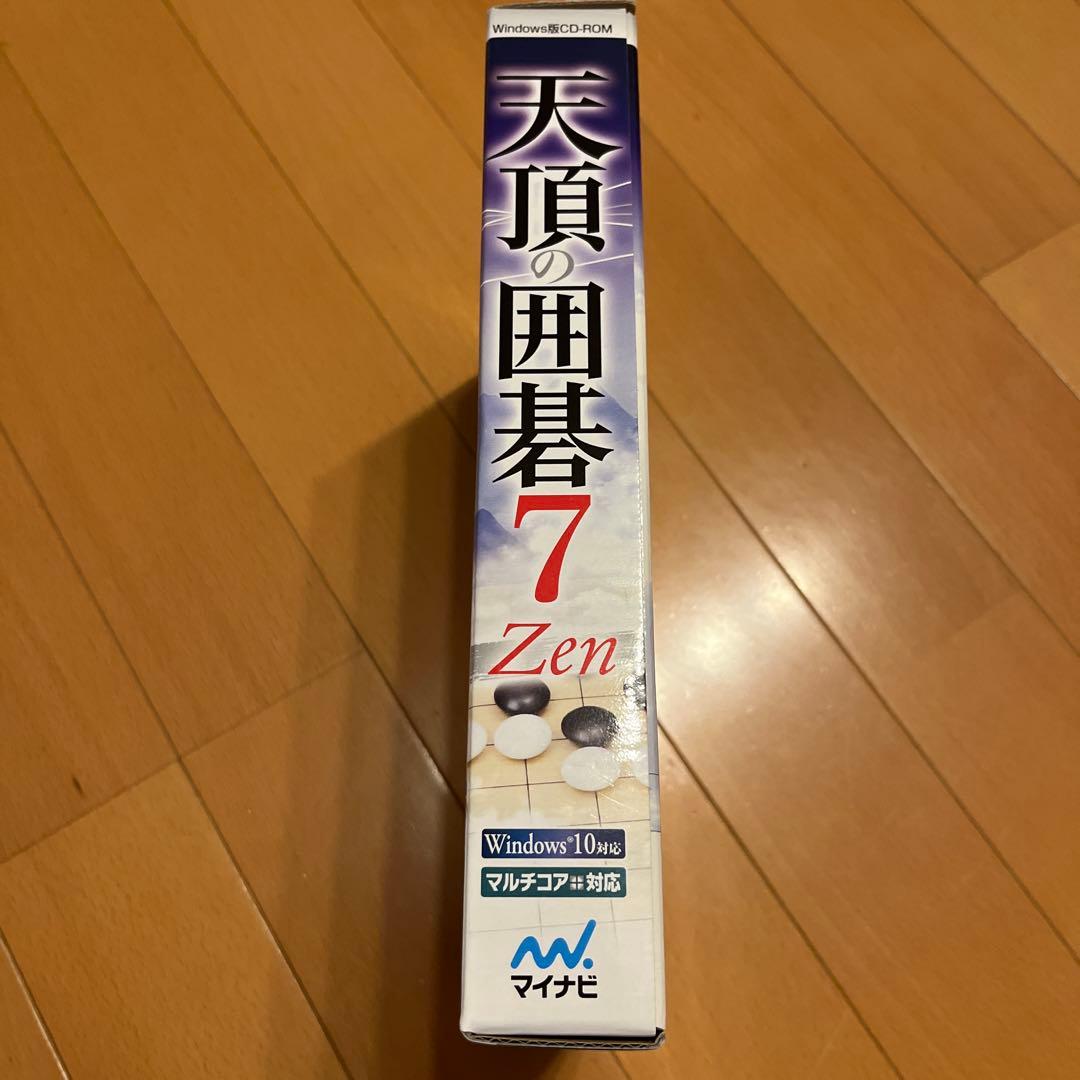 Windows版CD-ROM
天頂の囲碁7
Zen
Windows®10対応
マルチコア対応
マイナビ